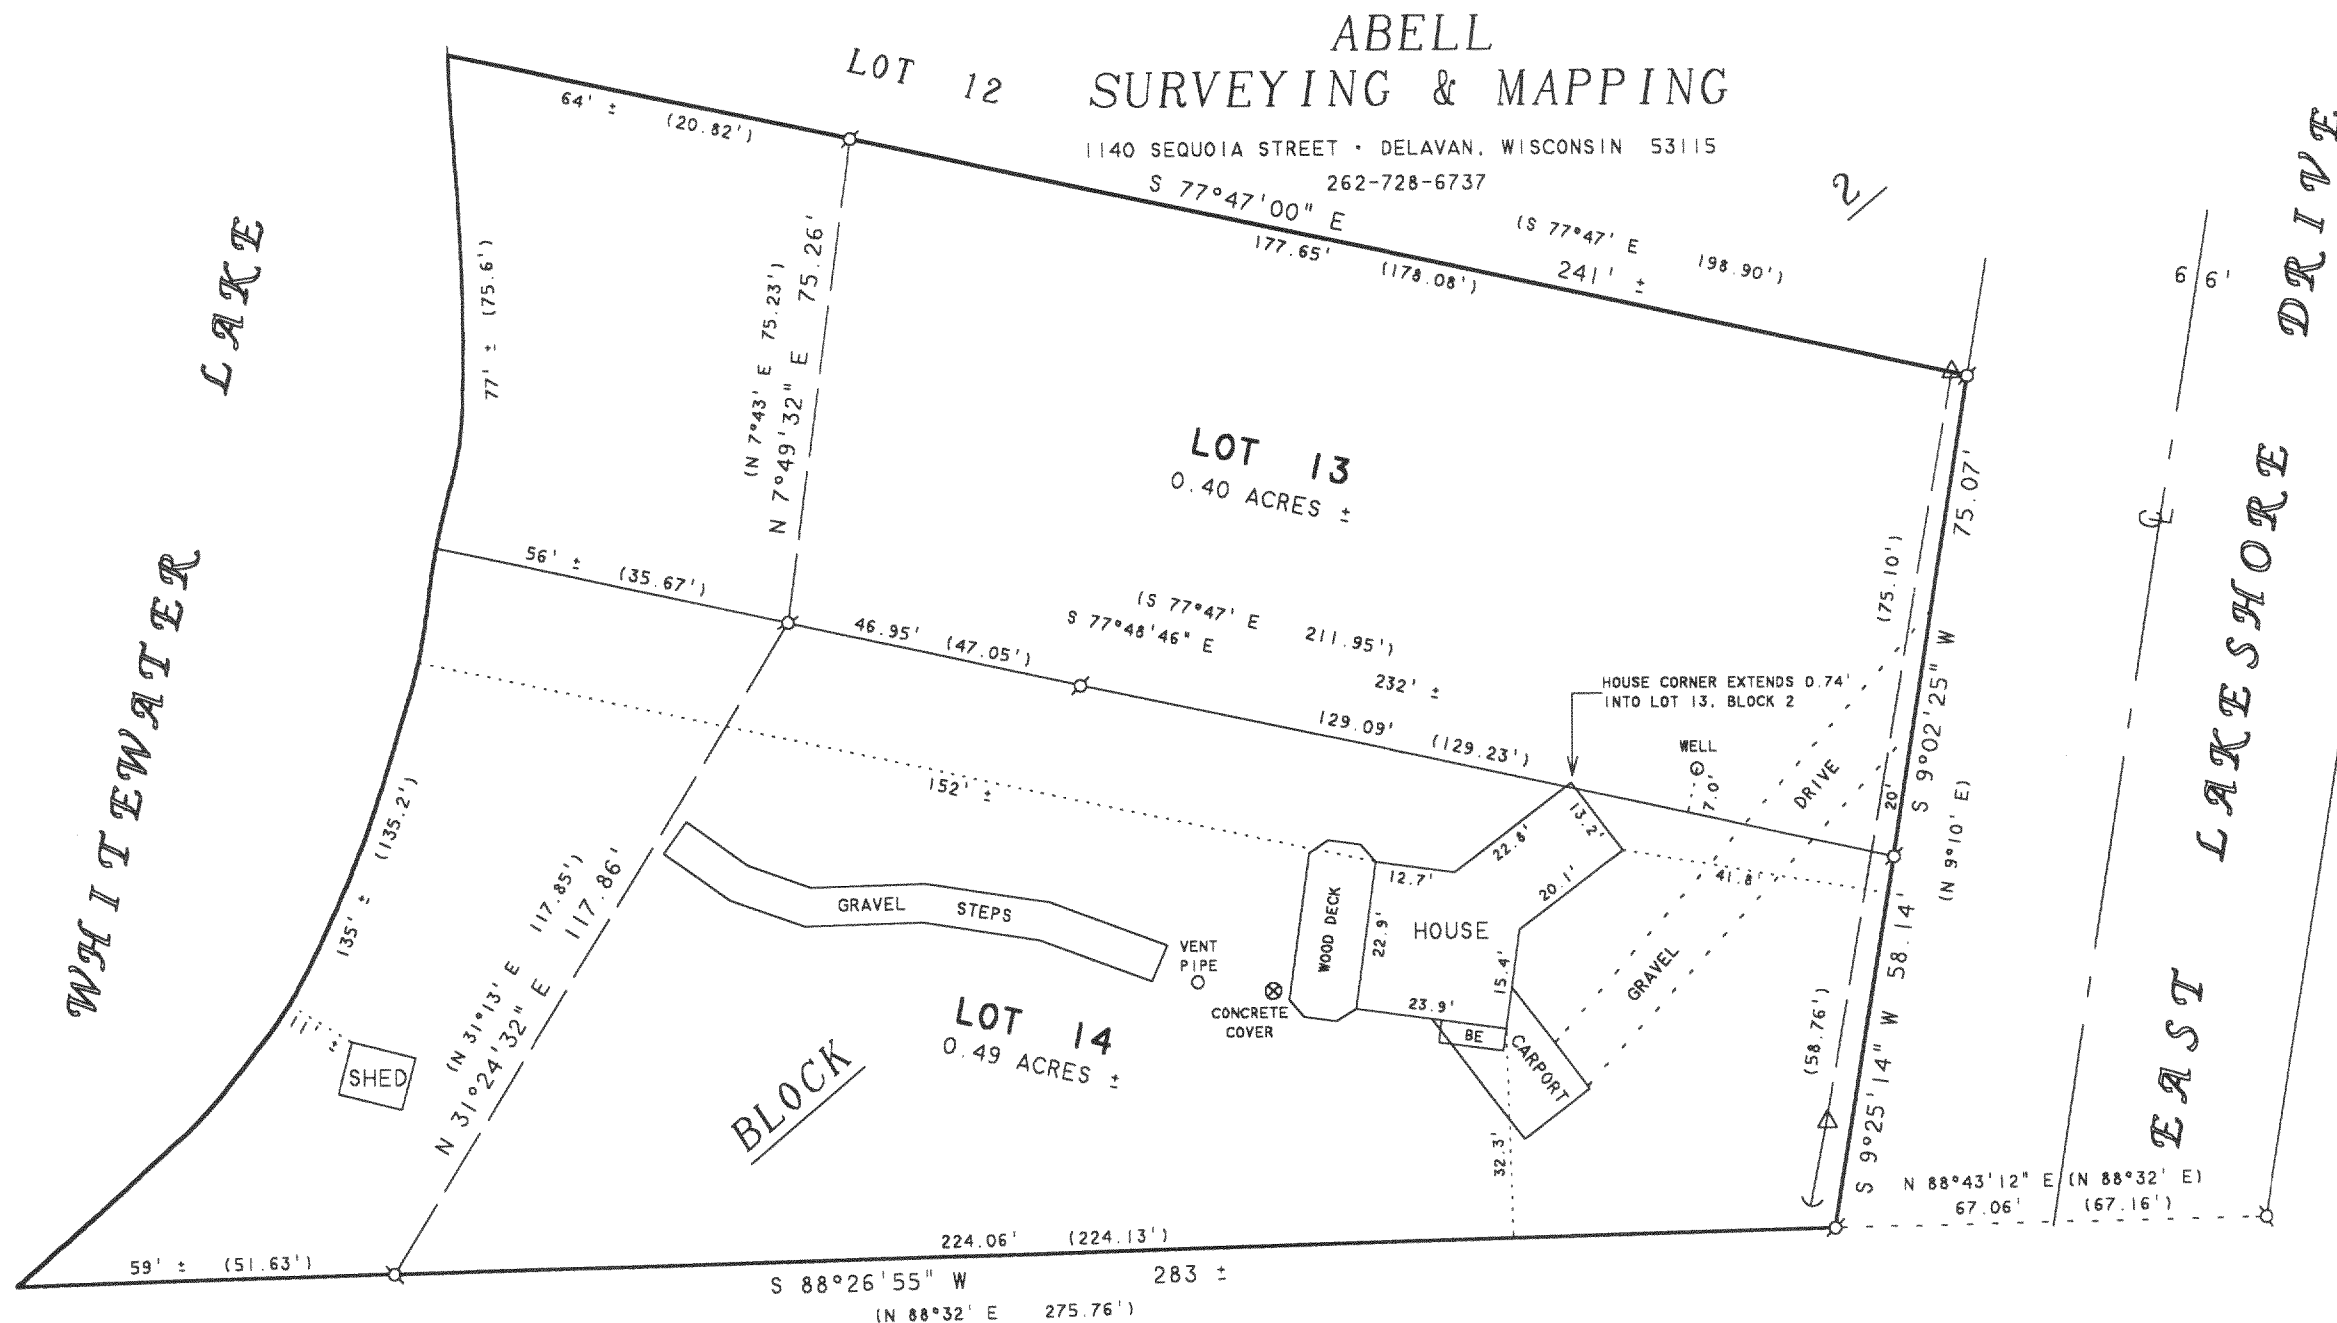 ABELL
SURVEYING & MAPPING
1140 SEQUOIA STREET • DELAVAN, WISCONSIN 53115
262-728-6737
LOT 12
64' ± (20.82')
S 77°47'00" E
177.65' (178.08')
(S 77°47' E 198.90')
241' ±
2
66'
WHITEWATER LAKE
77' ± (75.6')
(N 7°43' E 75.23')
N 7°49'32" E 75.26'
LOT 13
0.40 ACRES ±
75.07'
(75.10')
S 9°02'25" W
(N 9°10' E)
20'
℄
EAST LAKESHORE DRIVE
56' ± (35.67')
46.95' (47.05')
(S 77°47' E 211.95')
S 77°48'46" E
232' ±
129.09' (129.23')
HOUSE CORNER EXTENDS 0.74'
INTO LOT 13, BLOCK 2
WELL
7.0'
GRAVEL DRIVE
152' ±
135' ± (135.2')
(N 31°13' E 117.85')
N 31°24'32" E 117.86'
GRAVEL STEPS
VENT
PIPE
CONCRETE
COVER
WOOD DECK
22.9'
12.7'
22.8'
13.2'
20.1'
HOUSE
15.4'
23.9'
BE
CARPORT
41.8'
32.3'
(58.76')
S 9°25'14" W 58.14'
LOT 14
0.49 ACRES ±
BLOCK
11' ±
SHED
N 88°43'12" E (N 88°32' E)
67.06' (67.16')
224.06' (224.13')
59' ± (51.63')
S 88°26'55" W 283 ±
(N 88°32' E 275.76')